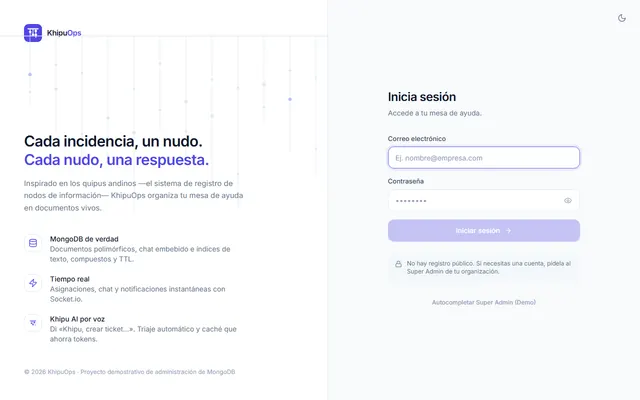 KhipuOps
Cada incidencia, un nudo.
Cada nudo, una respuesta.
Inspirado en los quipus andinos —el sistema de registro de
nodos de información— KhipuOps organiza tu mesa de ayuda
en documentos vivos.
MongoDB de verdad
Documentos polimórficos, chat embebido e índices de
texto, compuestos y TTL.
Tiempo real
Asignaciones, chat y notificaciones instantáneas con
Socket.io.
Khipu AI por voz
Di «Khipu, crear ticket...». Triaje automático y caché que
ahorra tokens.
© 2026 KhipuOps · Proyecto demostrativo de administración de MongoDB
Inicia sesión
Accede a tu mesa de ayuda.
Correo electrónico
Ej. nombre@empresa.com
Contraseña
Iniciar sesión →
No hay registro público. Si necesitas una cuenta, pídela al
Super Admin de tu organización.
Autocompletar Super Admin (Demo)